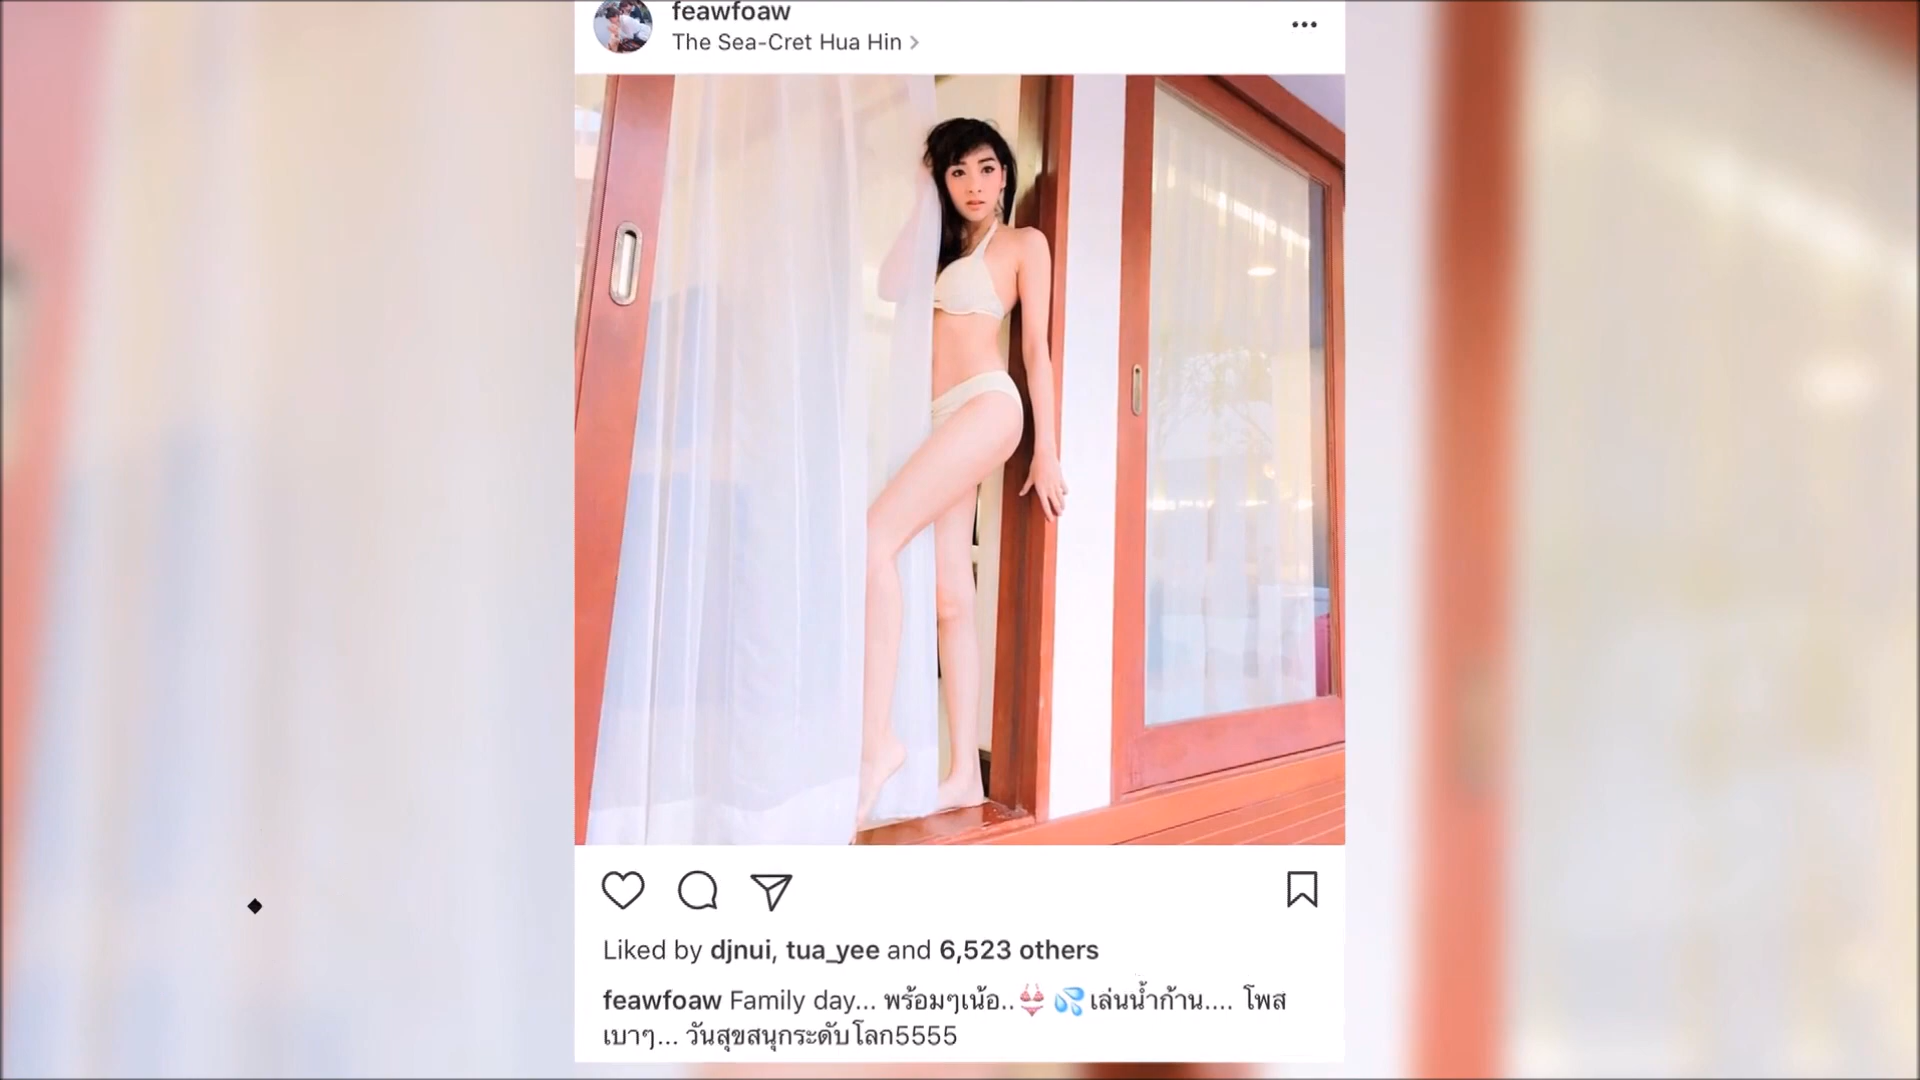 feawfoaw
The Sea-Cret Hua Hin >
Liked by djnui, tua_yee and 6,523 others
feawfoaw Family day... พร้อมๆเน้อ..👙💦เล่นน้ำก้าน.... โพส
เบาๆ... วันสุขสนุกระดับโลก5555